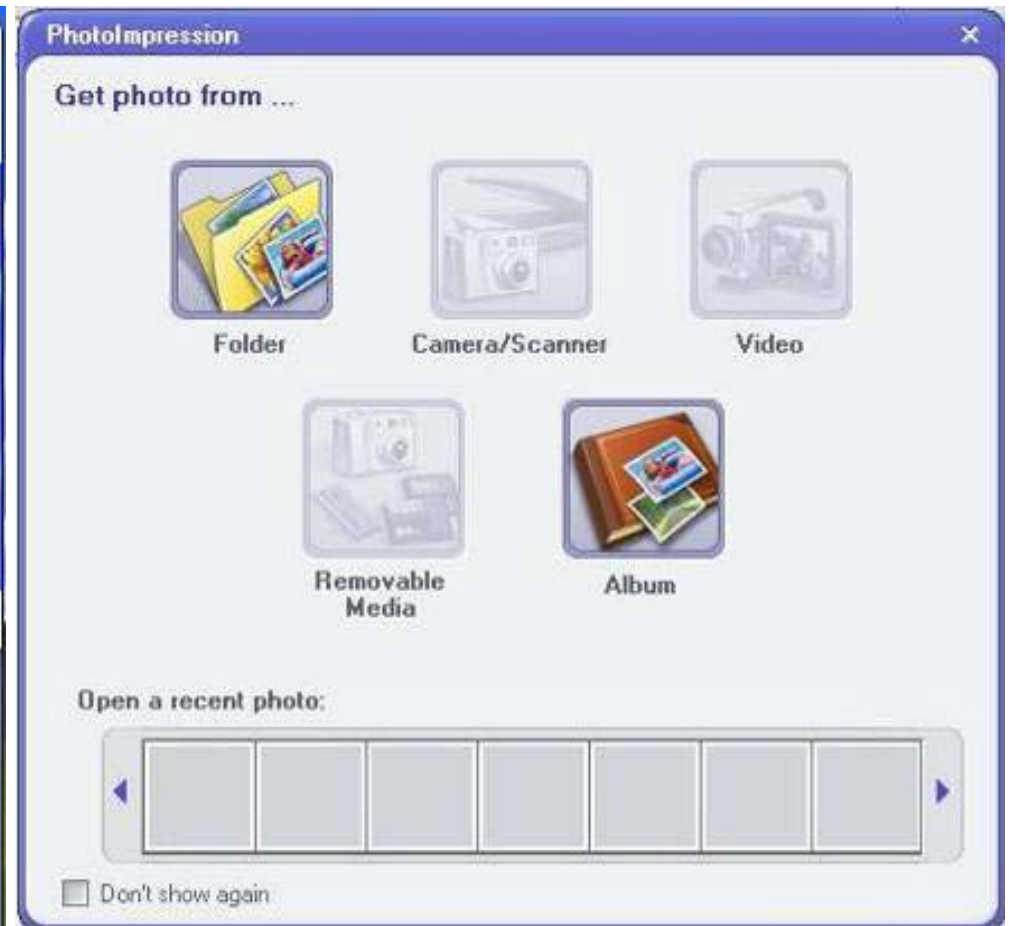 PhotoImpression
Get photo from ...
Folder
Camera/Scanner
Video
Removable
Media
Album
Open a recent photo:
Don't show again